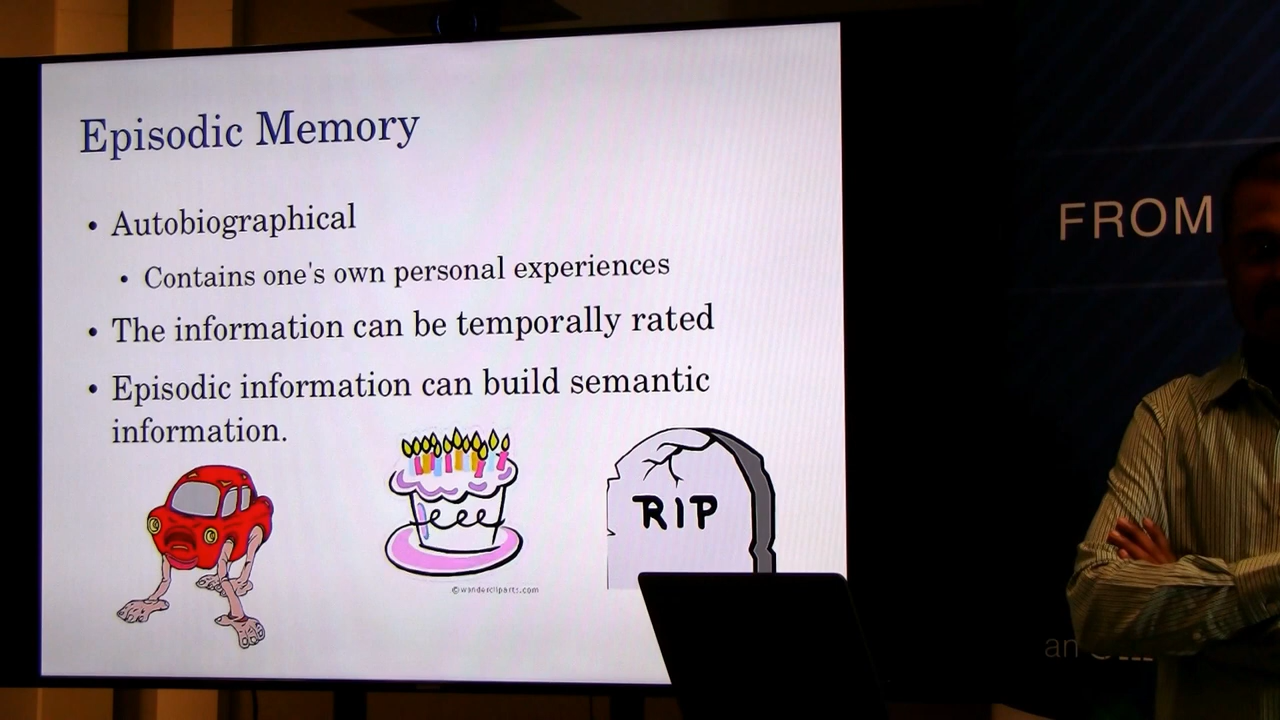 Episodic Memory
• Autobiographical
• Contains one's own personal experiences
• The information can be temporally rated
• Episodic information can build semantic
information.
RIP
©wandercliparts.com
FROM
an